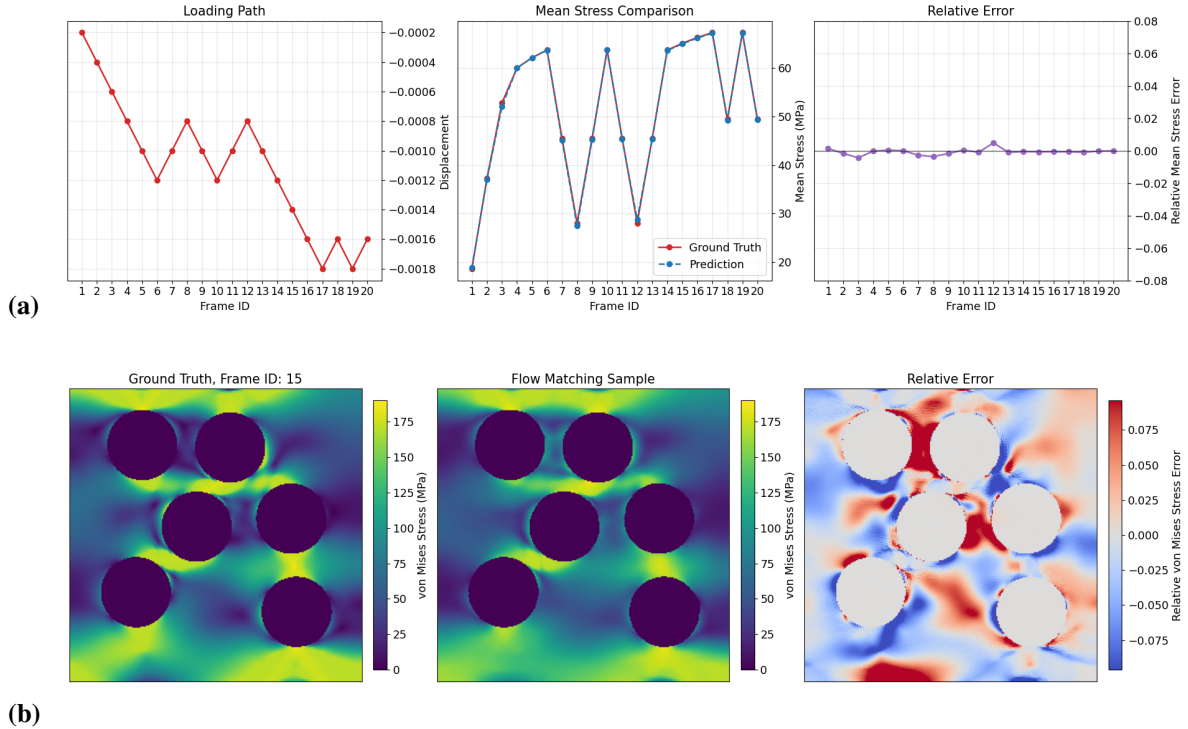 Loading Path
−0.0002
−0.0004
−0.0006
−0.0008
−0.0010
−0.0012
−0.0014
−0.0016
−0.0018
Displacement
1 2 3 4 5 6 7 8 9 10 11 12 13 14 15 16 17 18 19 20
Frame ID
Mean Stress Comparison
60
50
40
30
20
Mean Stress (MPa)
Ground Truth
Prediction
1 2 3 4 5 6 7 8 9 10 11 12 13 14 15 16 17 18 19 20
Frame ID
Relative Error
0.08
0.06
0.04
0.02
0.00
−0.02
−0.04
−0.06
−0.08
Relative Mean Stress Error
1 2 3 4 5 6 7 8 9 10 11 12 13 14 15 16 17 18 19 20
Frame ID
(a)
Ground Truth, Frame ID: 15
175
150
125
100
75
50
25
0
von Mises Stress (MPa)
Flow Matching Sample
175
150
125
100
75
50
25
0
von Mises Stress (MPa)
Relative Error
0.075
0.050
0.025
0.000
−0.025
−0.050
−0.075
Relative von Mises Stress Error
(b)